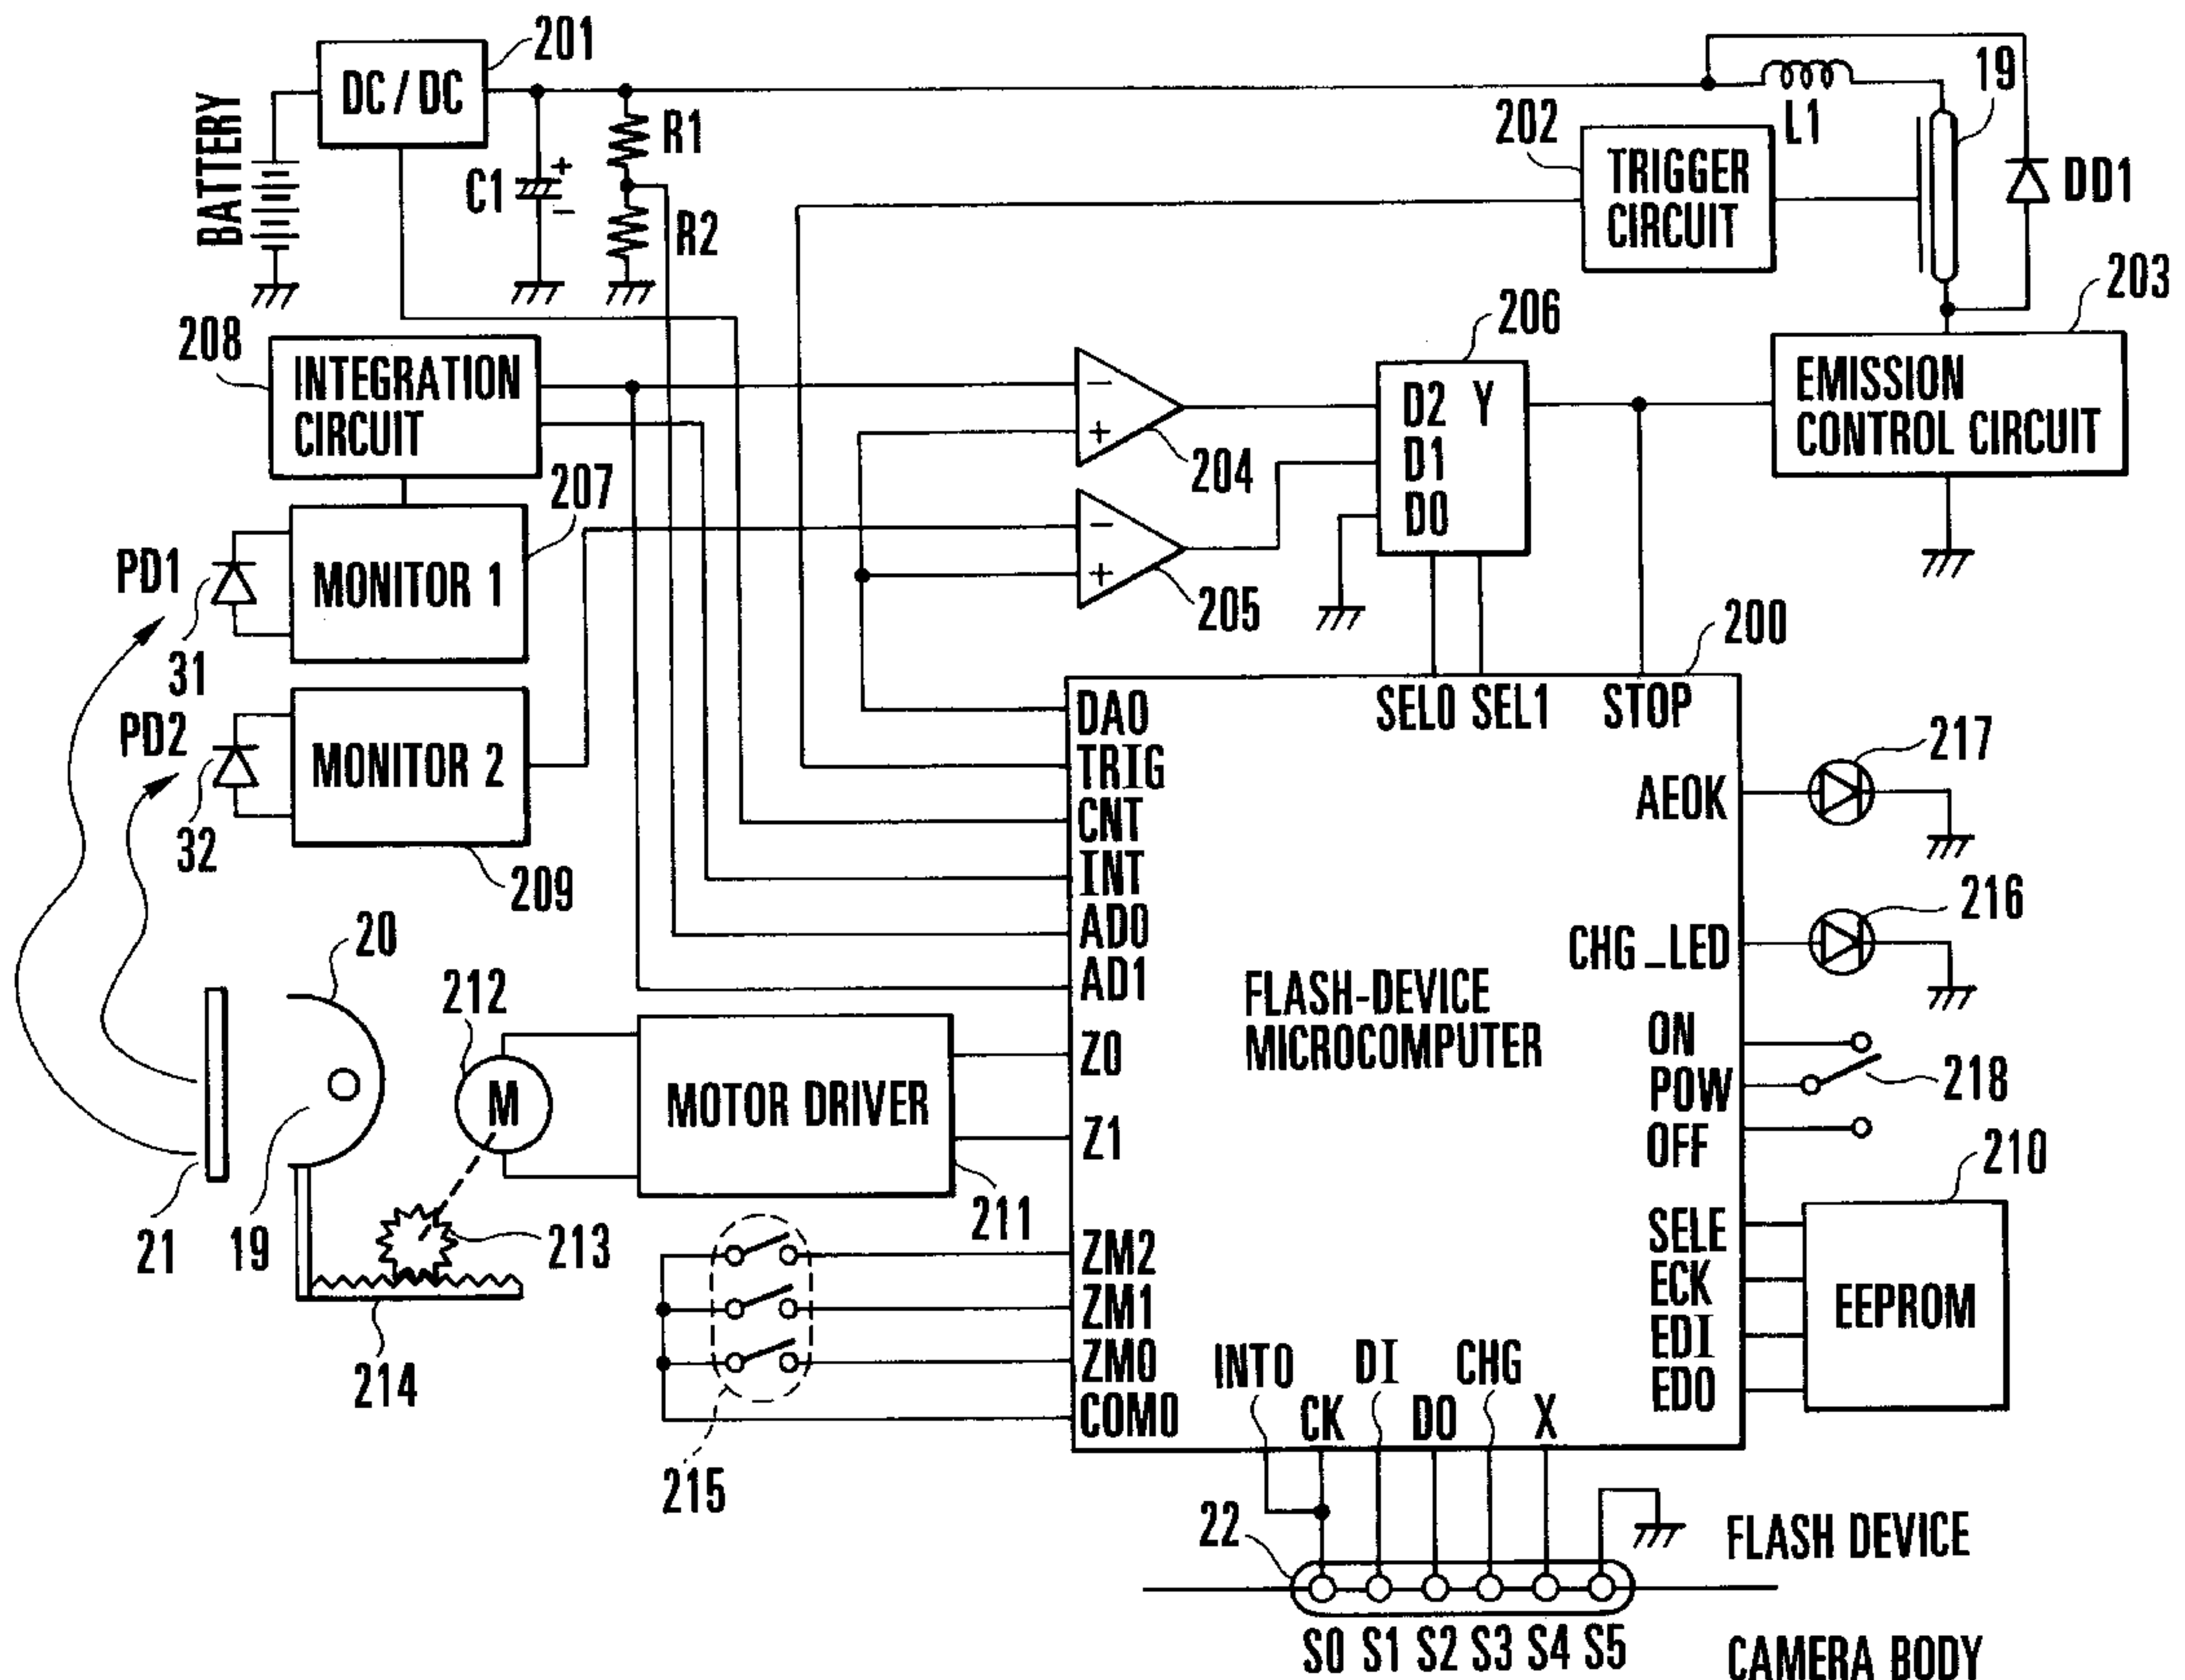 201
DC / DC
BATTERY
C1
+
−
R1
R2
202
TRIGGER
CIRCUIT
L1
19
DD1
203
EMISSION
CONTROL CIRCUIT
208
INTEGRATION
CIRCUIT
207
MONITOR 1
PD1
31
PD2
32
MONITOR 2
209
−
+
204
−
+
205
206
D2 Y
D1
D0
200
SEL0 SEL1 STOP
DA0
TRIG
CNT
INT
AD0
AD1
Z0
Z1
ZM2
ZM1
ZM0
COM0
FLASH-DEVICE
MICROCOMPUTER
AEOK
217
CHG_LED
216
ON
POW
OFF
218
210
SELE
ECK
EDI
EDO
EEPROM
20
21
19
212
M
MOTOR DRIVER
211
213
214
215
INT0
CK
DI
DO
CHG
X
22
S0 S1 S2 S3 S4 S5
FLASH DEVICE
CAMERA BODY